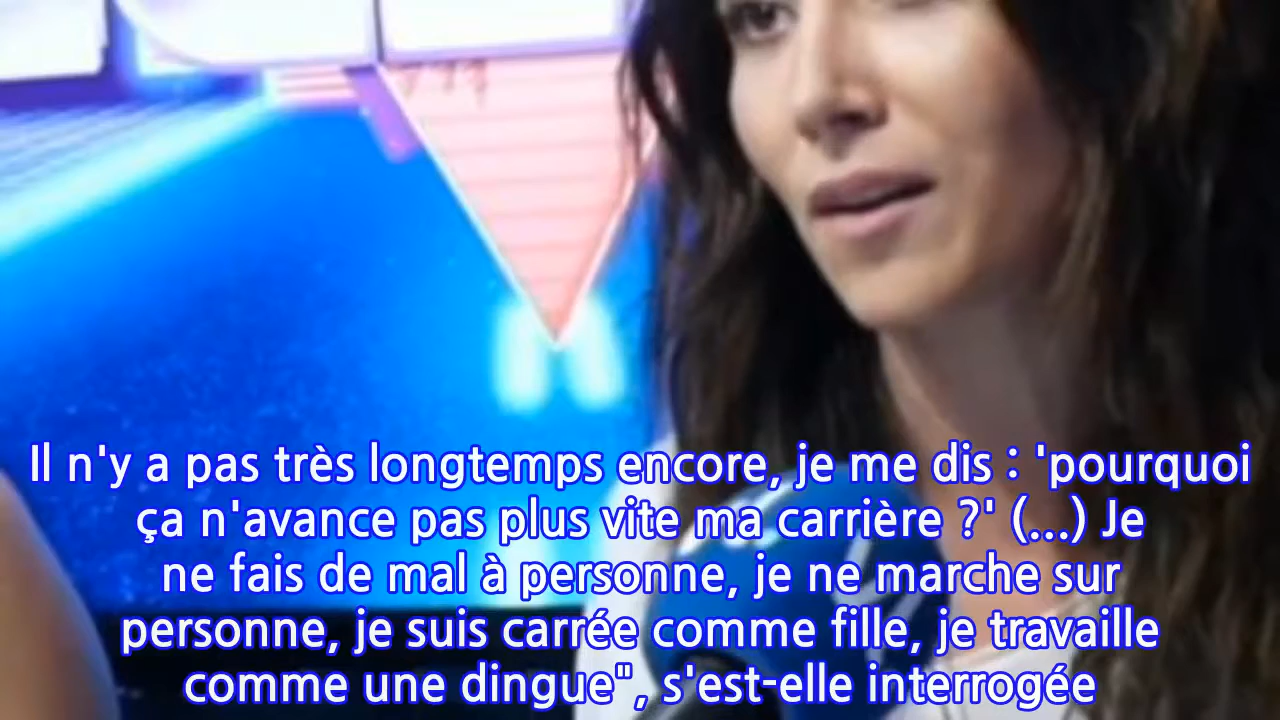 Il n'y a pas très longtemps encore, je me dis : 'pourquoi
ça n'avance pas plus vite ma carrière ?' (...) Je
ne fais de mal à personne, je ne marche sur
personne, je suis carrée comme fille, je travaille
comme une dingue", s'est-elle interrogée